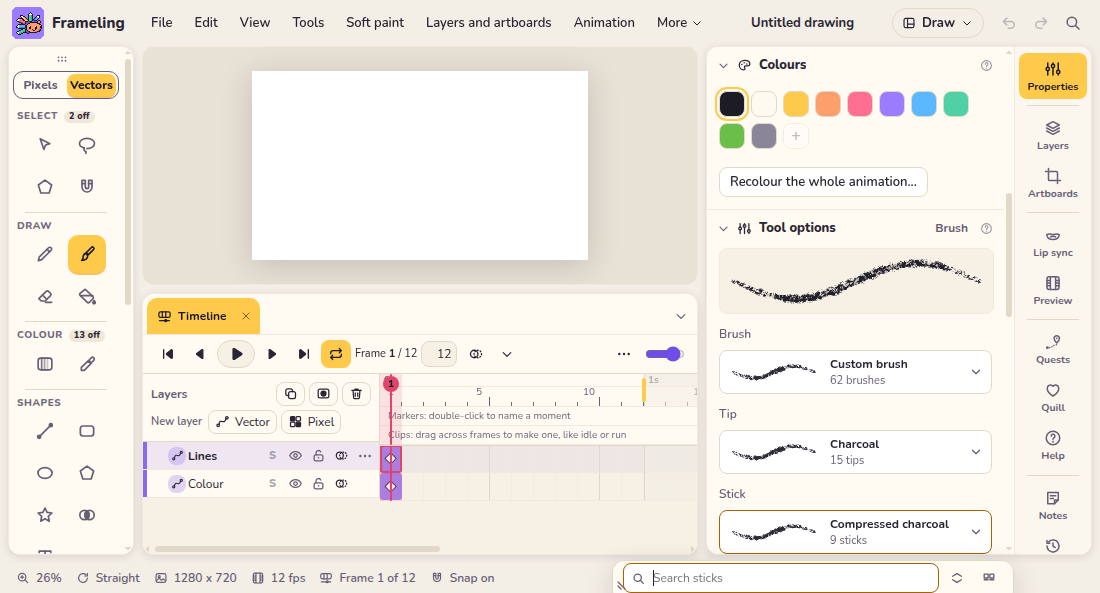 Frameling
File Edit View Tools Soft paint Layers and artboards Animation More
Untitled drawing
Draw
Pixels Vectors
SELECT 2 off
DRAW
COLOUR 13 off
SHAPES
Timeline
Frame 1 / 12 12
Layers
New layer Vector Pixel
1
5
10
1s
Markers: double-click to name a moment
Clips: drag across frames to make one, like idle or run
Lines S
Colour S
Colours
Recolour the whole animation...
Tool options Brush
Brush
Custom brush
62 brushes
Tip
Charcoal
15 tips
Stick
Compressed charcoal
9 sticks
Search sticks
Properties
Layers
Artboards
Lip sync
Preview
Quests
Quill
Help
Notes
26% Straight 1280 x 720 12 fps Frame 1 of 12 Snap on